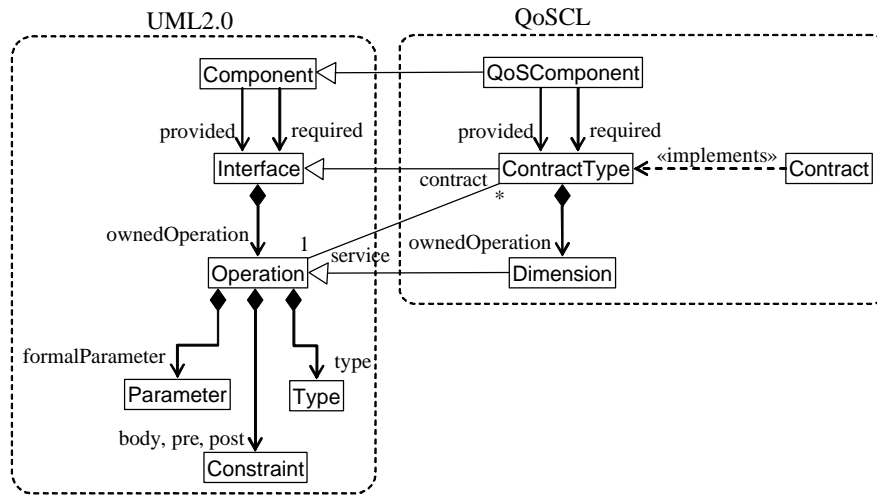 UML2.0
QoSCL
Component
QoSComponent
provided
required
provided
required
«implements»
Interface
ContractType
Contract
contract
*
ownedOperation
1
ownedOperation
service
Operation
Dimension
formalParameter
type
Parameter
Type
body, pre, post
Constraint